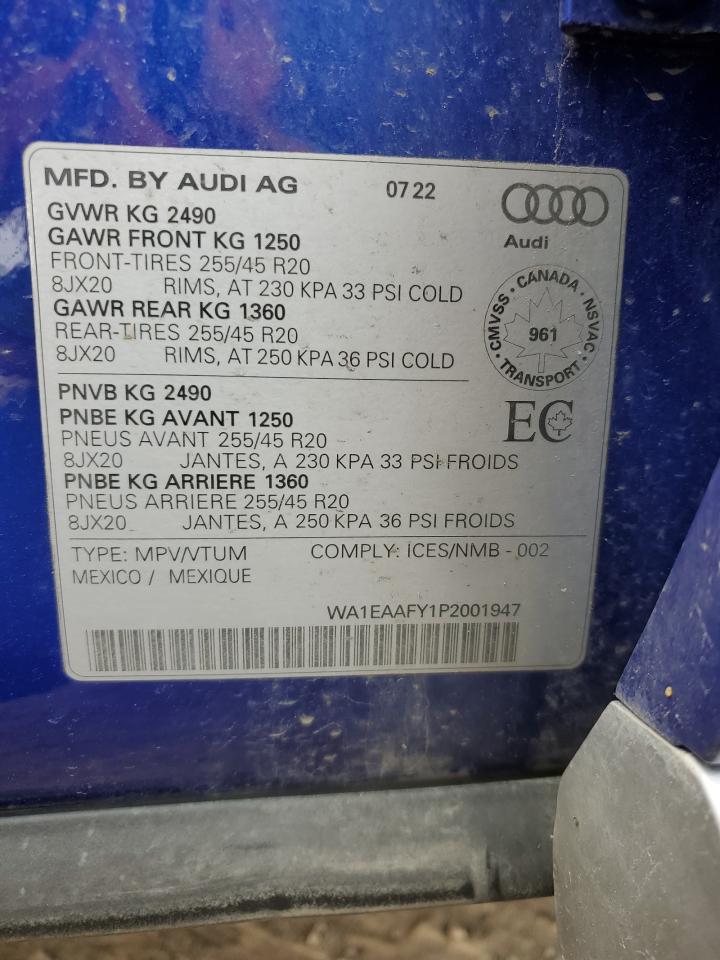 MFD. BY AUDI AG 07 22
GVWR KG 2490
GAWR FRONT KG 1250
Audi
FRONT-TIRES 255/45 R20
8JX20 RIMS, AT 230 KPA 33 PSI COLD
GAWR REAR KG 1360
REAR-TIRES 255/45 R20
8JX20 RIMS, AT 250 KPA 36 PSI COLD
CMVSS · CANADA · NSVAC · TRANSPORT ·
961
PNVB KG 2490
PNBE KG AVANT 1250
EC
PNEUS AVANT 255/45 R20
8JX20 JANTES, A 230 KPA 33 PSI FROIDS
PNBE KG ARRIERE 1360
PNEUS ARRIERE 255/45 R20
8JX20 JANTES, A 250 KPA 36 PSI FROIDS
TYPE: MPV/VTUM COMPLY: ICES/NMB - 002
MEXICO / MEXIQUE
WA1EAAFY1P2001947